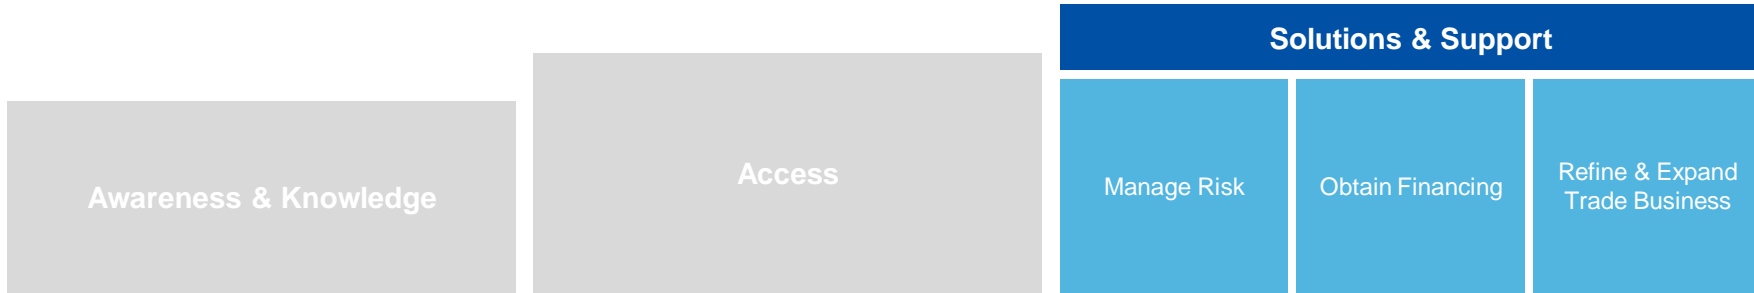 Solutions & Support
Awareness & Knowledge
Access
Manage Risk
Obtain Financing
Refine & Expand
Trade Business